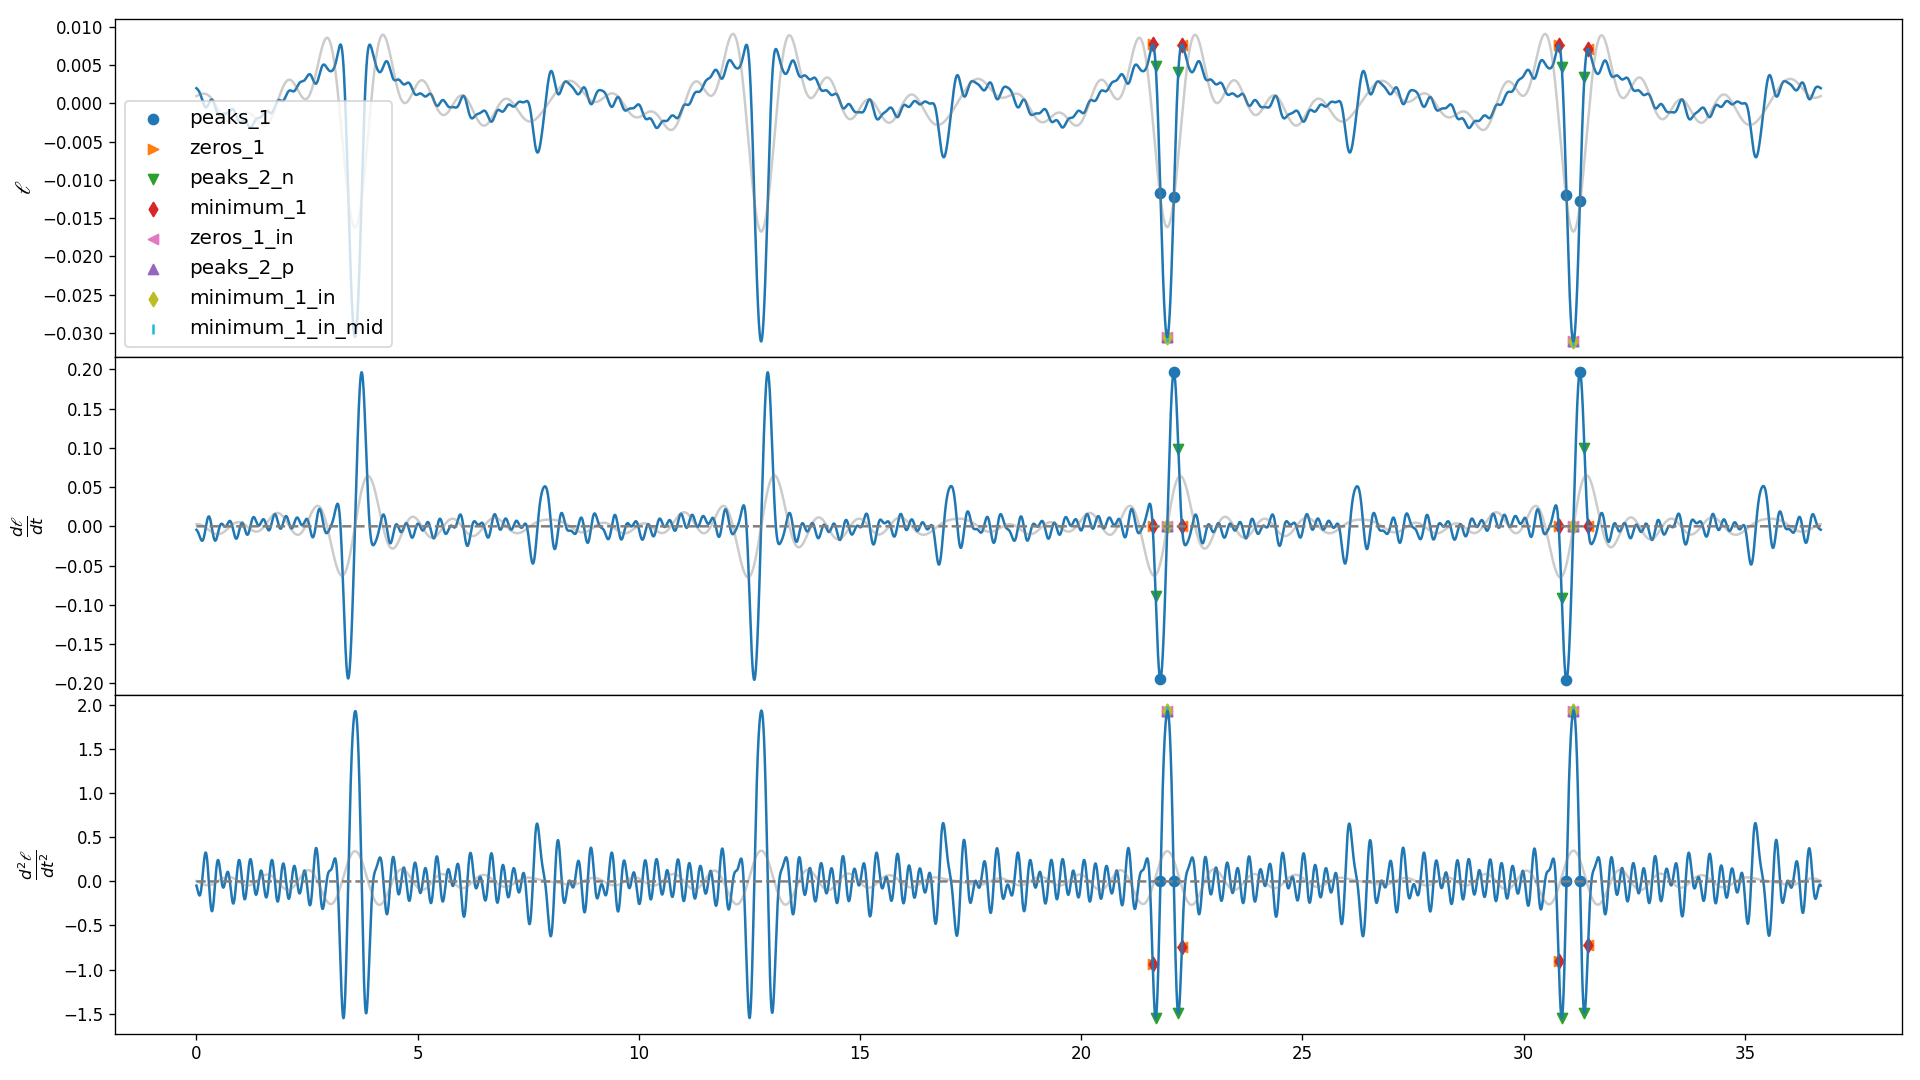 0.010
0.005
0.000
−0.005
−0.010
−0.015
−0.020
−0.025
−0.030
ℓ
peaks_1
zeros_1
peaks_2_n
minimum_1
zeros_1_in
peaks_2_p
minimum_1_in
minimum_1_in_mid
0.20
0.15
0.10
0.05
0.00
−0.05
−0.10
−0.15
−0.20
dℓ
dt
2.0
1.5
1.0
0.5
0.0
−0.5
−1.0
−1.5
d²ℓ
dt²
0 5 10 15 20 25 30 35